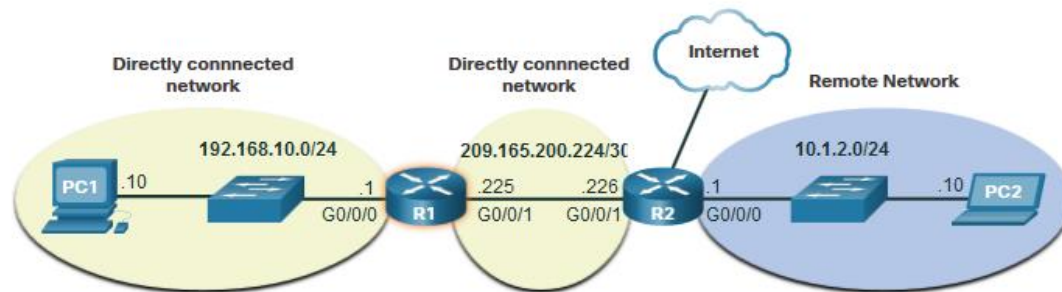 Internet
Directly connnected
network
Directly connnected
network
Remote Network
192.168.10.0/24
209.165.200.224/30
10.1.2.0/24
PC1
.10
.1
G0/0/0
R1
.225
G0/0/1
.226
G0/0/1
R2
.1
G0/0/0
.10
PC2